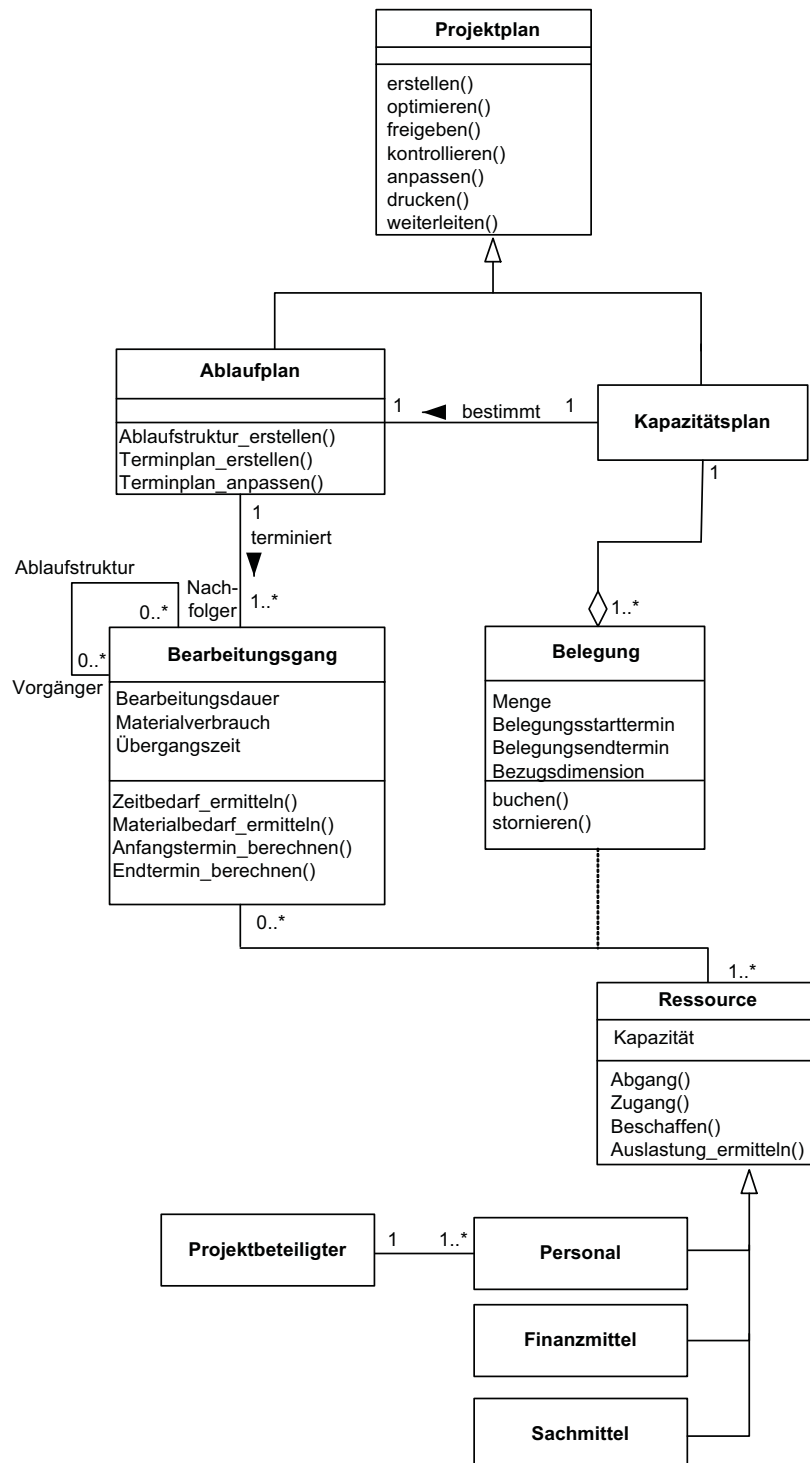 Projektplan
erstellen()
optimieren()
freigeben()
kontrollieren()
anpassen()
drucken()
weiterleiten()
Ablaufplan
Ablaufstruktur_erstellen()
Terminplan_erstellen()
Terminplan_anpassen()
1
bestimmt
1
Kapazitätsplan
1
1
terminiert
Ablaufstruktur
0..*
Nach-
folger
1..*
0..*
Vorgänger
Bearbeitungsgang
Bearbeitungsdauer
Materialverbrauch
Übergangszeit
Zeitbedarf_ermitteln()
Materialbedarf_ermitteln()
Anfangstermin_berechnen()
Endtermin_berechnen()
0..*
1..*
Belegung
Menge
Belegungsstarttermin
Belegungsendtermin
Bezugsdimension
buchen()
stornieren()
1..*
Ressource
Kapazität
Abgang()
Zugang()
Beschaffen()
Auslastung_ermitteln()
Projektbeteiligter
1
1..*
Personal
Finanzmittel
Sachmittel